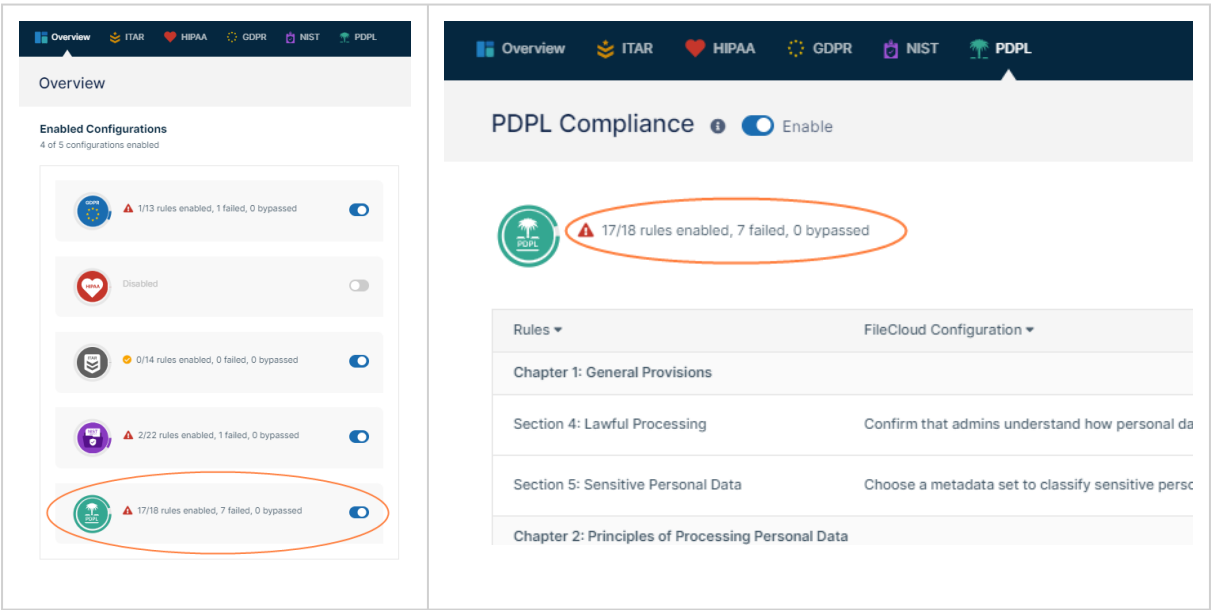 Overview ITAR HIPAA GDPR NIST PDPL
Overview
Enabled Configurations
4 of 5 configurations enabled
GDPR
1/13 rules enabled, 1 failed, 0 bypassed
HIPAA
Disabled
ITAR
0/14 rules enabled, 0 failed, 0 bypassed
NIST
2/22 rules enabled, 1 failed, 0 bypassed
PDPL
17/18 rules enabled, 7 failed, 0 bypassed
Overview ITAR HIPAA GDPR NIST PDPL
PDPL Compliance Enable
PDPL
17/18 rules enabled, 7 failed, 0 bypassed
Rules FileCloud Configuration
Chapter 1: General Provisions
Section 4: Lawful Processing Confirm that admins understand how personal da
Section 5: Sensitive Personal Data Choose a metadata set to classify sensitive perso
Chapter 2: Principles of Processing Personal Data